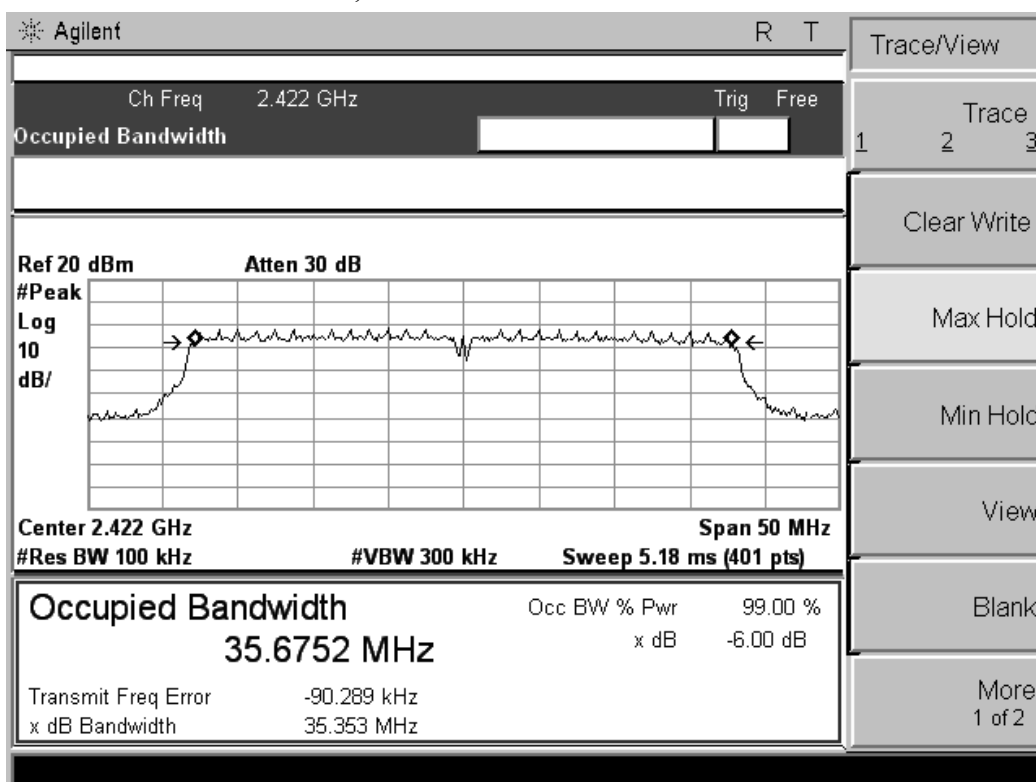 Agilent R T
Ch Freq 2.422 GHz Trig Free
Occupied Bandwidth
Ref 20 dBm Atten 30 dB
#Peak
Log
10
dB/
Center 2.422 GHz Span 50 MHz
#Res BW 100 kHz #VBW 300 kHz Sweep 5.18 ms (401 pts)
Occupied Bandwidth
35.6752 MHz
Occ BW % Pwr 99.00 %
x dB -6.00 dB
Transmit Freq Error -90.289 kHz
x dB Bandwidth 35.353 MHz
Trace/View
Trace
1 2 3
Clear Write
Max Hold
Min Hold
View
Blank
More
1 of 2